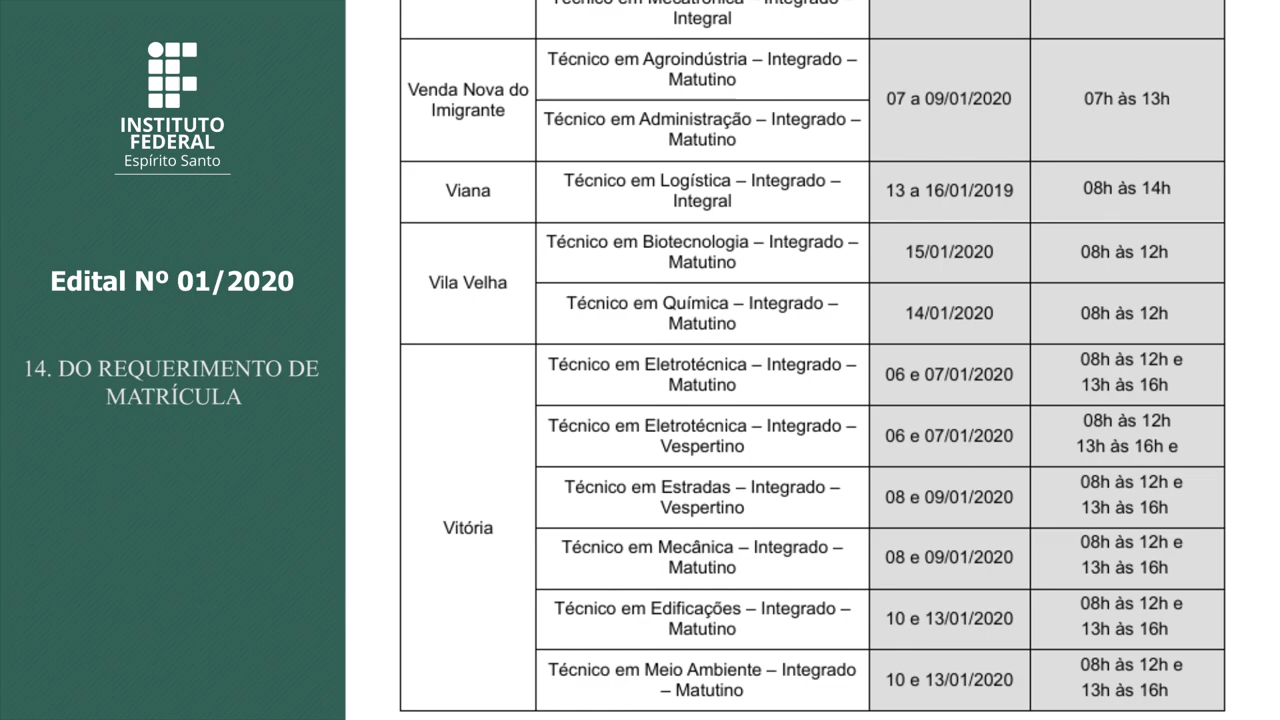 INSTITUTO
FEDERAL
Espírito Santo
Edital Nº 01/2020
14. DO REQUERIMENTO DE
MATRÍCULA
Técnico em Mecatrônica – Integrado –
Integral
Venda Nova do
Imigrante
Técnico em Agroindústria – Integrado –
Matutino
Técnico em Administração – Integrado –
Matutino
07 a 09/01/2020
07h às 13h
Viana
Técnico em Logística – Integrado –
Integral
13 a 16/01/2019
08h às 14h
Vila Velha
Técnico em Biotecnologia – Integrado –
Matutino
15/01/2020
08h às 12h
Técnico em Química – Integrado –
Matutino
14/01/2020
08h às 12h
Vitória
Técnico em Eletrotécnica – Integrado –
Matutino
06 e 07/01/2020
08h às 12h e
13h às 16h
Técnico em Eletrotécnica – Integrado –
Vespertino
06 e 07/01/2020
08h às 12h
13h às 16h e
Técnico em Estradas – Integrado –
Vespertino
08 e 09/01/2020
08h às 12h e
13h às 16h
Técnico em Mecânica – Integrado –
Matutino
08 e 09/01/2020
08h às 12h e
13h às 16h
Técnico em Edificações – Integrado –
Matutino
10 e 13/01/2020
08h às 12h e
13h às 16h
Técnico em Meio Ambiente – Integrado
– Matutino
10 e 13/01/2020
08h às 12h e
13h às 16h